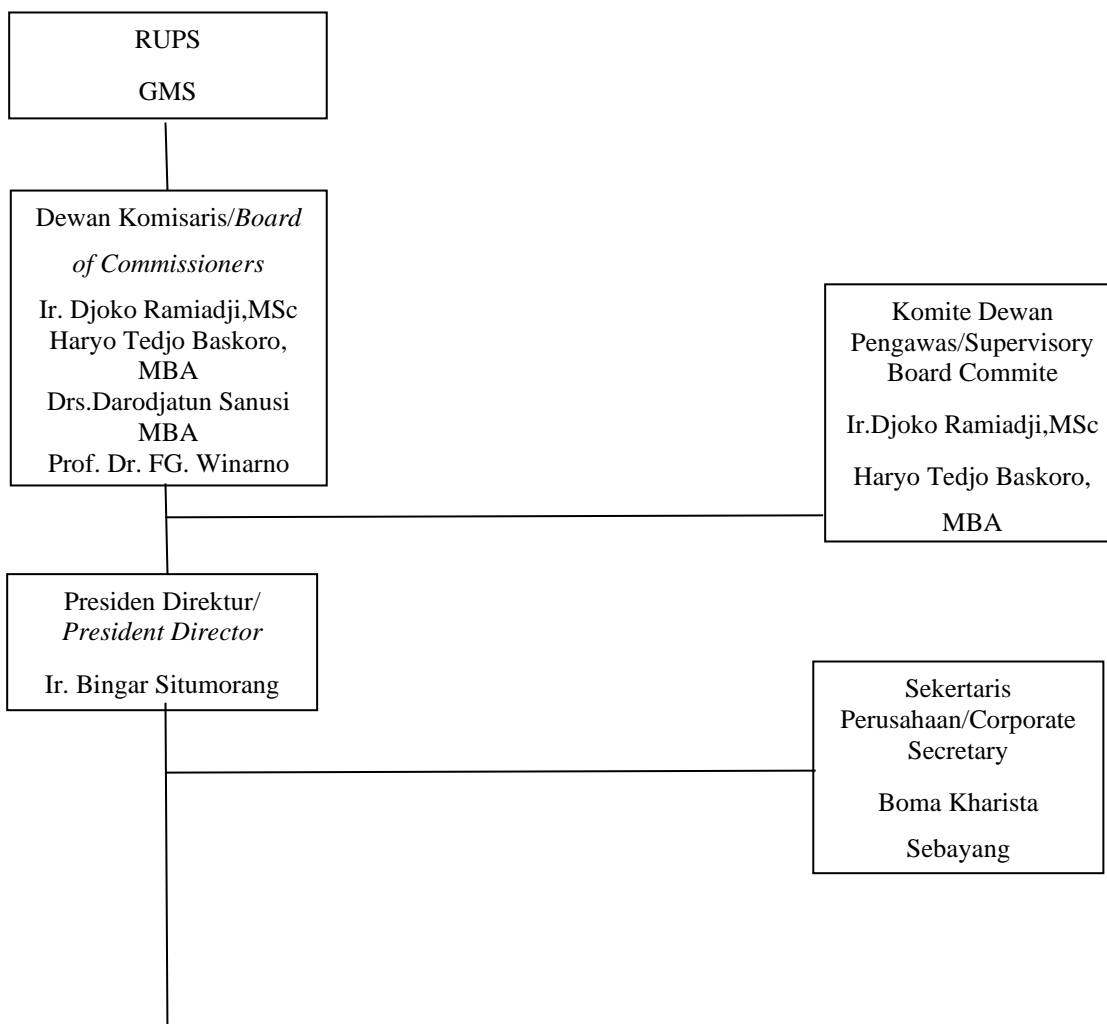 RUPS
GMS
Dewan Komisaris/Board
of Commissioners
Ir. Djoko Ramiadji,MSc
Haryo Tedjo Baskoro,
MBA
Drs.Darodjatun Sanusi
MBA
Prof. Dr. FG. Winarno
Komite Dewan
Pengawas/Supervisory
Board Commite
Ir.Djoko Ramiadji,MSc
Haryo Tedjo Baskoro,
MBA
Presiden Direktur/
President Director
Ir. Bingar Situmorang
Sekertaris
Perusahaan/Corporate
Secretary
Boma Kharista
Sebayang